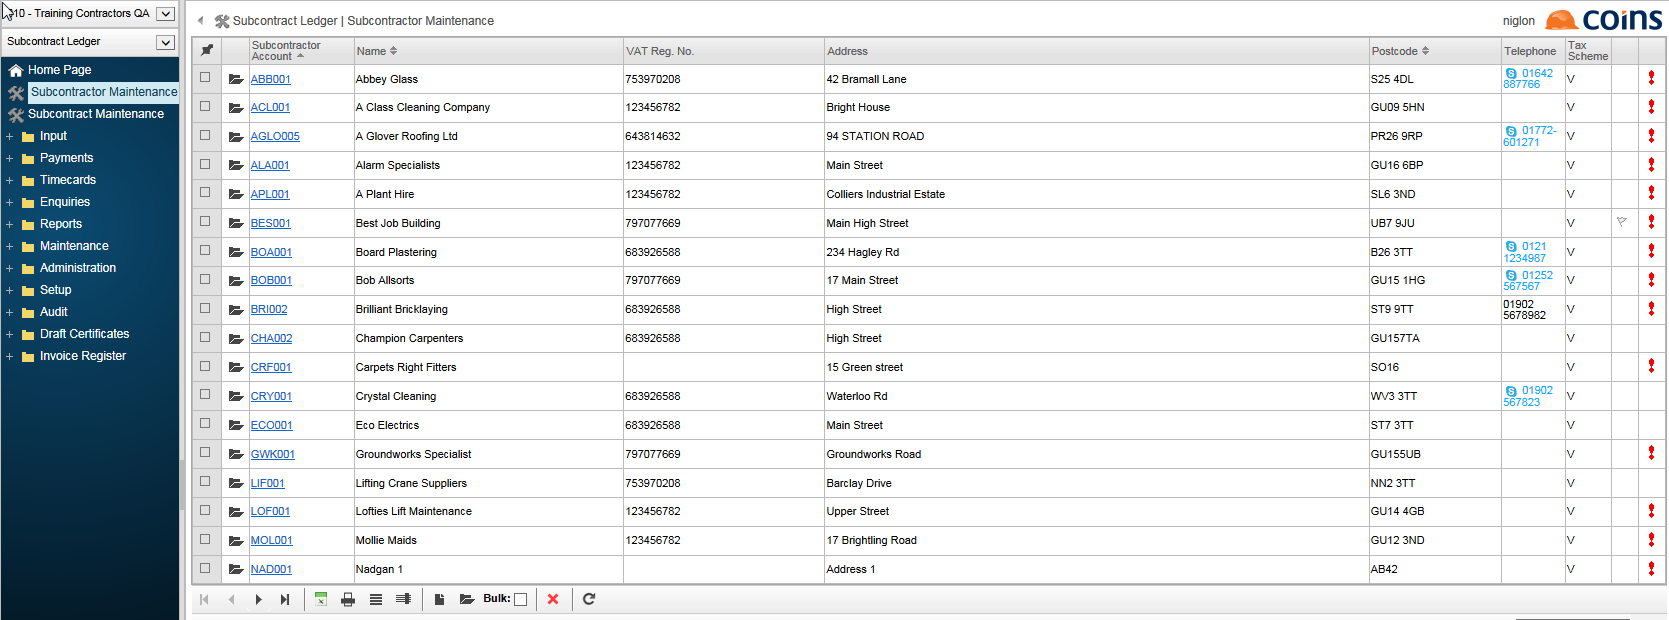 210 - Training Contractors QA
Subcontract Ledger | Subcontractor Maintenance
niglon
coins
Subcontract Ledger
Home Page
Subcontractor Maintenance
Subcontract Maintenance
Input
Payments
Timecards
Enquiries
Reports
Maintenance
Administration
Setup
Audit
Draft Certificates
Invoice Register
Subcontractor Account Name VAT Reg. No. Address Postcode Telephone Tax Scheme
ABB001 Abbey Glass 753970208 42 Bramall Lane S25 4DL 01642 887766 V
ACL001 A Class Cleaning Company 123456782 Bright House GU09 5HN V
AGLO005 A Glover Roofing Ltd 643814632 94 STATION ROAD PR26 9RP 01772-601271 V
ALA001 Alarm Specialists 123456782 Main Street GU16 6BP V
APL001 A Plant Hire 123456782 Colliers Industrial Estate SL6 3ND V
BES001 Best Job Building 797077669 Main High Street UB7 9JU V
BOA001 Board Plastering 683926588 234 Hagley Rd B26 3TT 0121 1234987 V
BOB001 Bob Allsorts 797077669 17 Main Street GU15 1HG 01252 567567 V
BRI002 Brilliant Bricklaying 683926588 High Street ST9 9TT 01902 5678982 V
CHA002 Champion Carpenters 683926588 High Street GU157TA V
CRF001 Carpets Right Fitters 15 Green street SO16 V
CRY001 Crystal Cleaning 683926588 Waterloo Rd WV3 3TT 01902 567823 V
ECO001 Eco Electrics 683926588 Main Street ST7 3TT V
GWK001 Groundworks Specialist 797077669 Groundworks Road GU155UB V
LIF001 Lifting Crane Suppliers 753970208 Barclay Drive NN2 3TT V
LOF001 Lofties Lift Maintenance 123456782 Upper Street GU14 4GB V
MOL001 Mollie Maids 123456782 17 Brightling Road GU12 3ND V
NAD001 Nadgan 1 Address 1 AB42 V
Bulk: